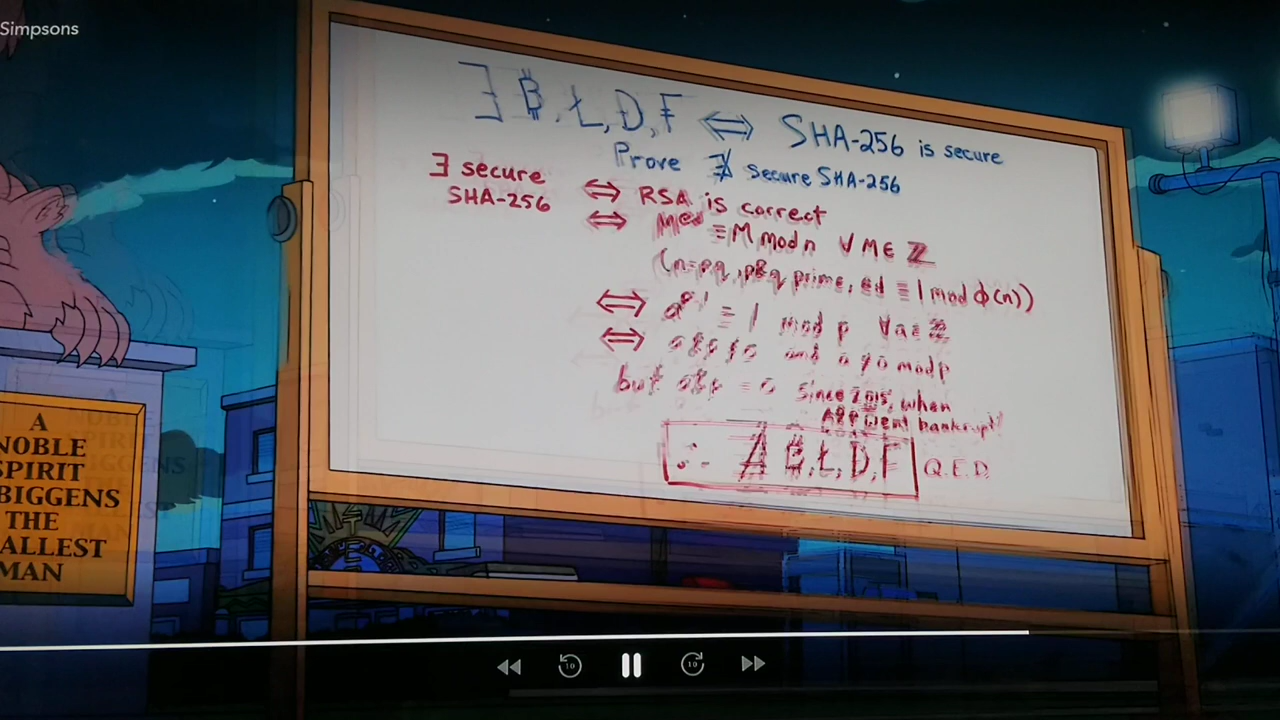 Simpsons
∃ ₿, Ł, Đ, ₣ ⟺ SHA-256 is secure
Prove ∄ secure SHA-256
∃ secure SHA-256 ⟺ RSA is correct
⟺ M^ed ≡ M mod n ∀ M ∈ ℤ
(n=pq, p&q prime, ed ≡ 1 mod φ(n))
⟺ a^p-1 ≡ 1 mod p ∀ a ∈ ℤ
⟺ and a ≠ 0 mod p
but = 0 since 2015, when
went bankrupt!
∴ ∄ ₿, Ł, Đ, ₣ Q.E.D.
A
NOBLE
SPIRIT
BIGGENS
THE
ALLEST
MAN
10
10